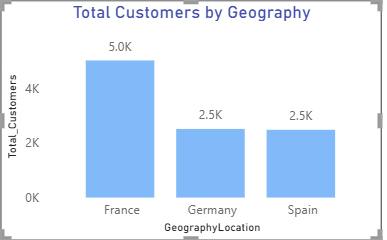 Total Customers by Geography
Total_Customers
5.0K
4K
2.5K
2.5K
2K
0K
France Germany Spain
GeographyLocation